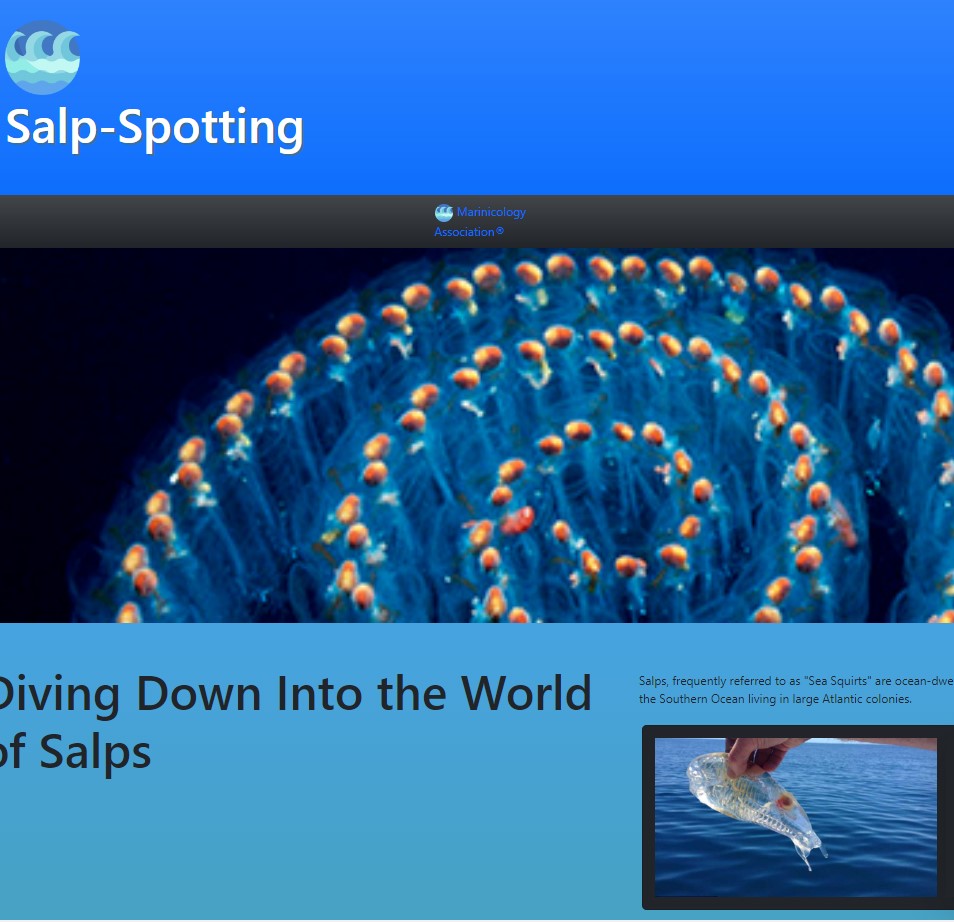 Salp-Spotting
Marinicology
Association®
Diving Down Into the World
of Salps
Salps, frequently referred to as "Sea Squirts" are ocean-dwe
the Southern Ocean living in large Atlantic colonies.